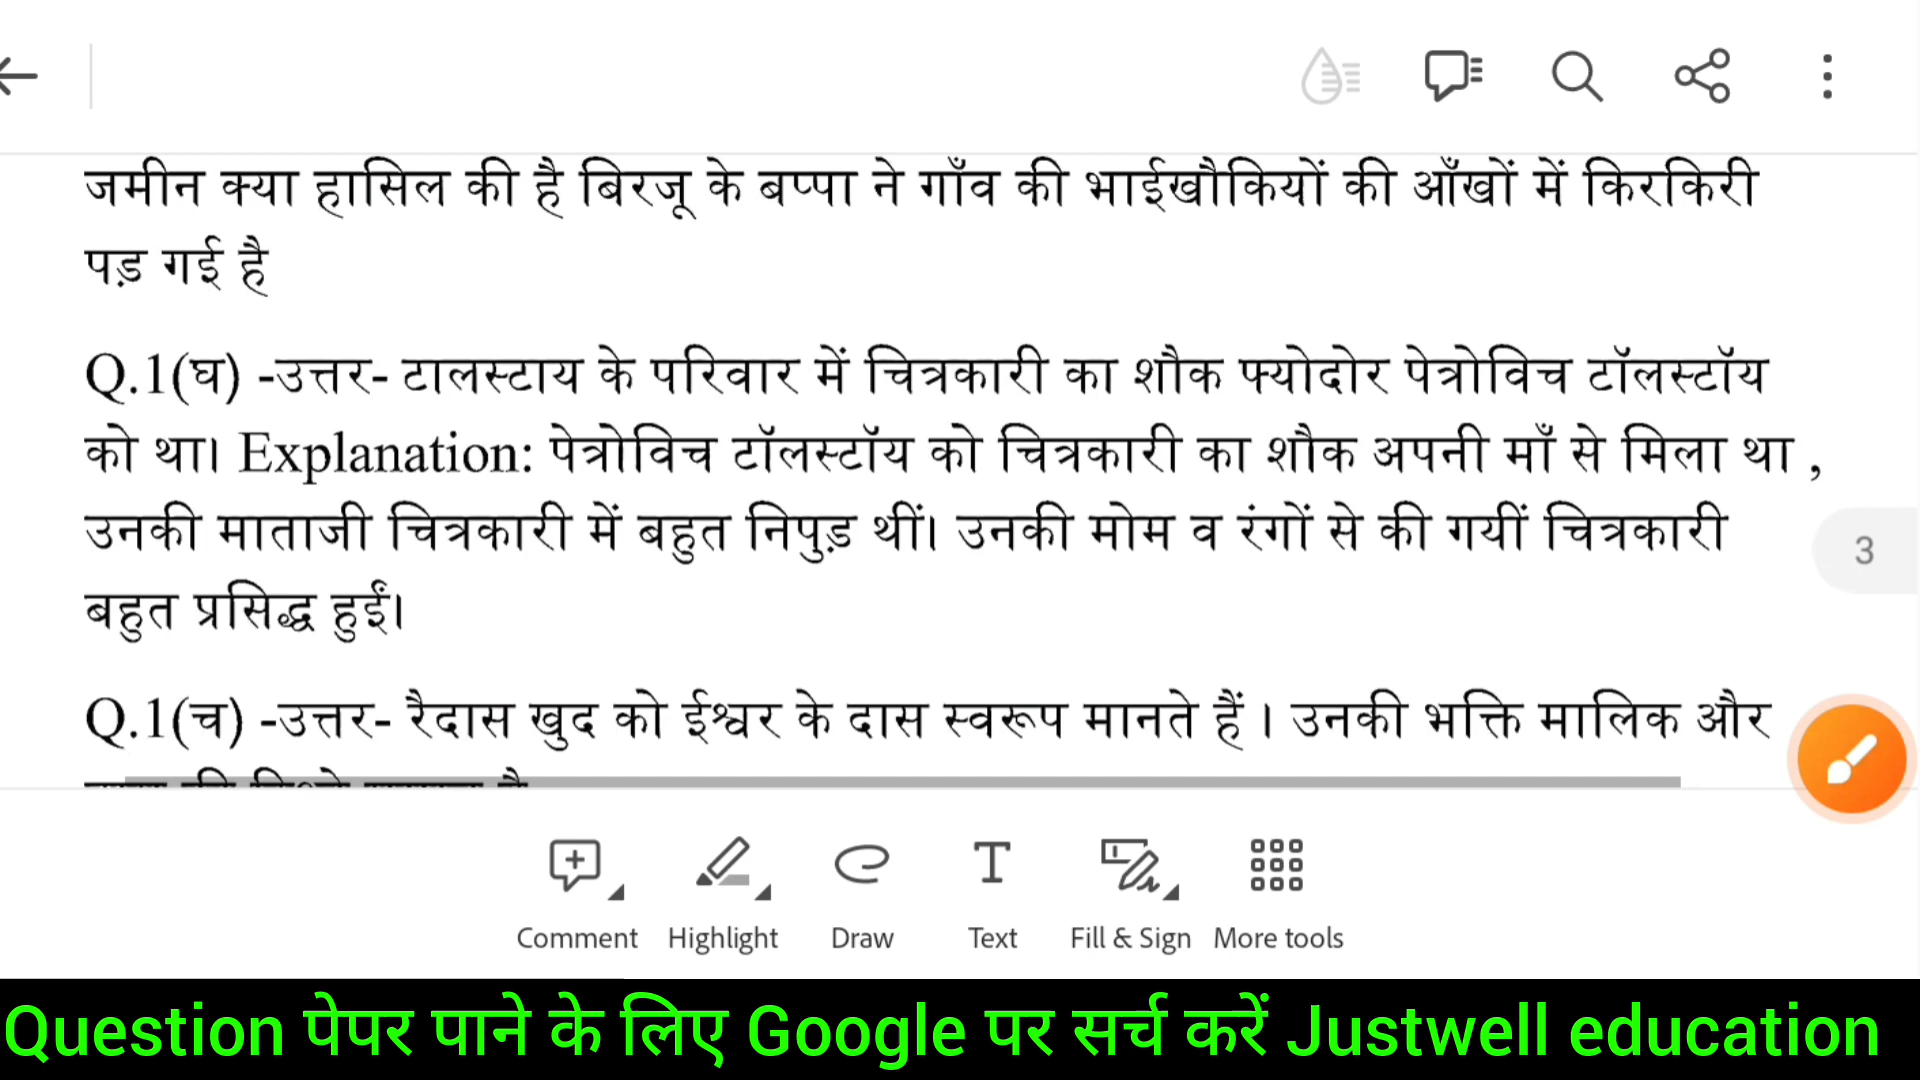 जमीन क्या हासिल की है बिरजू के बप्पा ने गाँव की भाईखौकियों की आँखों में किरकिरी
पड़ गई है
Q.1(घ) -उत्तर- टालस्टाय के परिवार में चित्रकारी का शौक फ्योदोर पेत्रोविच टॉलस्टॉय
को था। Explanation: पेत्रोविच टॉलस्टॉय को चित्रकारी का शौक अपनी माँ से मिला था ,
उनकी माताजी चित्रकारी में बहुत निपुड़ थीं। उनकी मोम व रंगों से की गयीं चित्रकारी
बहुत प्रसिद्ध हुईं।
3
Q.1(च) -उत्तर- रैदास खुद को ईश्वर के दास स्वरूप मानते हैं । उनकी भक्ति मालिक और
Comment Highlight Draw Text Fill & Sign More tools
Question पेपर पाने के लिए Google पर सर्च करें Justwell education